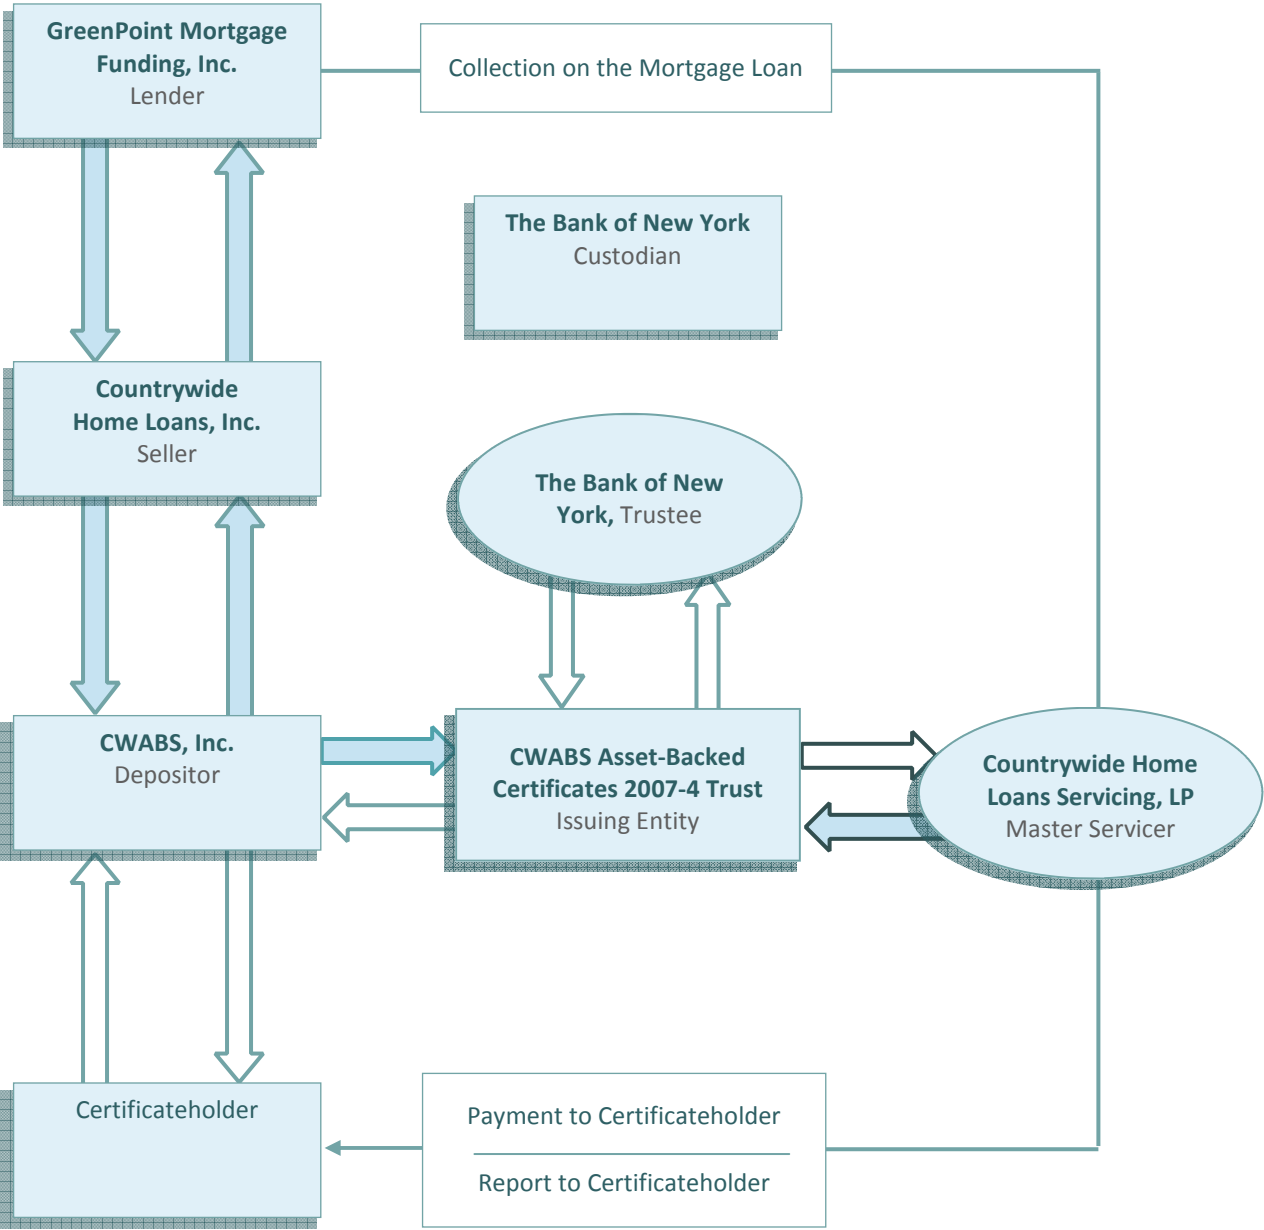 GreenPoint Mortgage
Funding, Inc.
Lender
Collection on the Mortgage Loan
The Bank of New York
Custodian
Countrywide
Home Loans, Inc.
Seller
The Bank of New
York, Trustee
CWABS, Inc.
Depositor
CWABS Asset-Backed
Certificates 2007-4 Trust
Issuing Entity
Countrywide Home
Loans Servicing, LP
Master Servicer
Certificateholder
Payment to Certificateholder
Report to Certificateholder